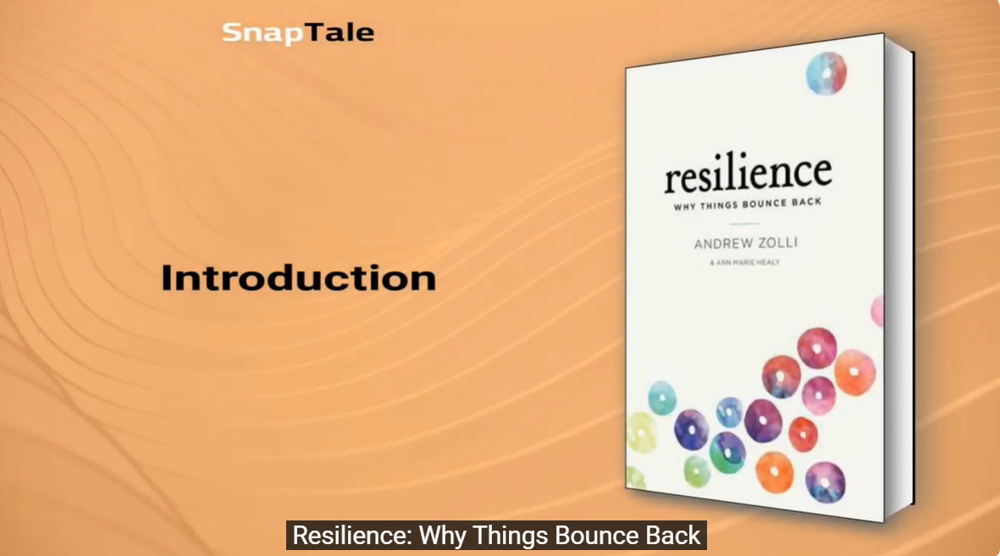 SnapTale
Introduction
resilience
WHY THINGS BOUNCE BACK
ANDREW ZOLLI
& ANN MARIE HEALY
Resilience: Why Things Bounce Back